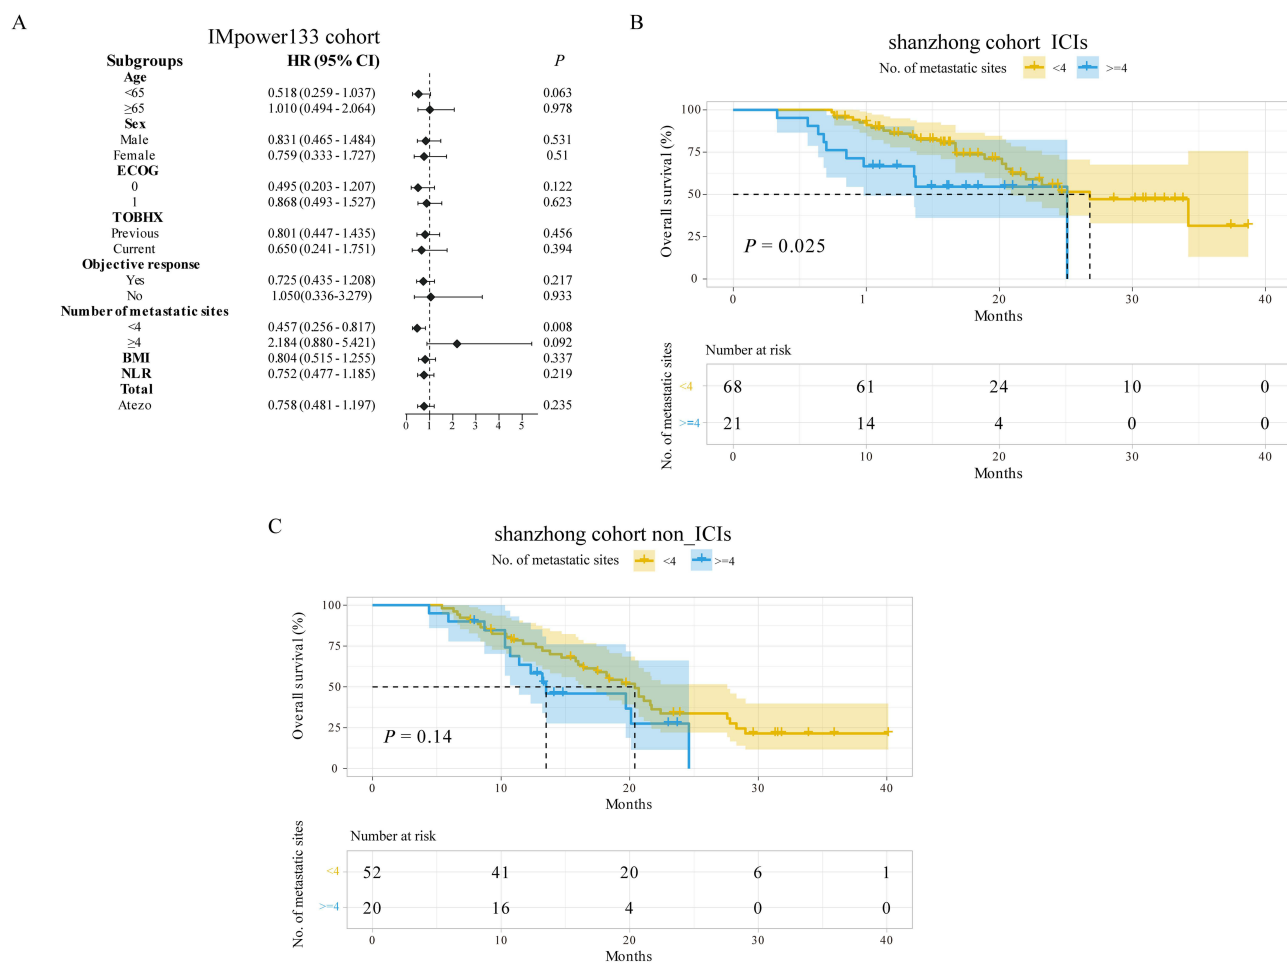 A
IMpower133 cohort
Subgroups HR (95% CI) P
Age
<65 0.518 (0.259 - 1.037) 0.063
≥65 1.010 (0.494 - 2.064) 0.978
Sex
Male 0.831 (0.465 - 1.484) 0.531
Female 0.759 (0.333 - 1.727) 0.51
ECOG
0 0.495 (0.203 - 1.207) 0.122
1 0.868 (0.493 - 1.527) 0.623
TOBHX
Previous 0.801 (0.447 - 1.435) 0.456
Current 0.650 (0.241 - 1.751) 0.394
Objective response
Yes 0.725 (0.435 - 1.208) 0.217
No 1.050(0.336-3.279) 0.933
Number of metastatic sites
<4 0.457 (0.256 - 0.817) 0.008
≥4 2.184 (0.880 - 5.421) 0.092
BMI 0.804 (0.515 - 1.255) 0.337
NLR 0.752 (0.477 - 1.185) 0.219
Total
Atezo 0.758 (0.481 - 1.197) 0.235
0 1 2 3 4 5
B
shanzhong cohort_ICIs
No. of metastatic sites <4 >=4
Overall survival (%)
100
75
50
25
0
P = 0.025
0 1 20 30 40
Months
Number at risk
No. of metastatic sites
<4 68 61 24 10 0
>=4 21 14 4 0 0
0 10 20 30 40
Months
C
shanzhong cohort non_ICIs
No. of metastatic sites <4 >=4
Overall survival (%)
100
75
50
25
0
P = 0.14
0 10 20 30 40
Months
Number at risk
No. of metastatic sites
<4 52 41 20 6 1
>=4 20 16 4 0 0
0 10 20 30 40
Months